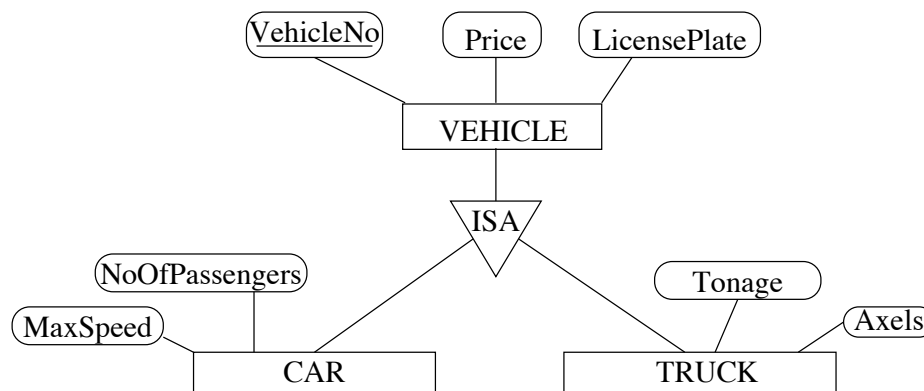 VehicleNo
Price
LicensePlate
VEHICLE
ISA
NoOfPassengers
Tonage
MaxSpeed
Axels
CAR
TRUCK